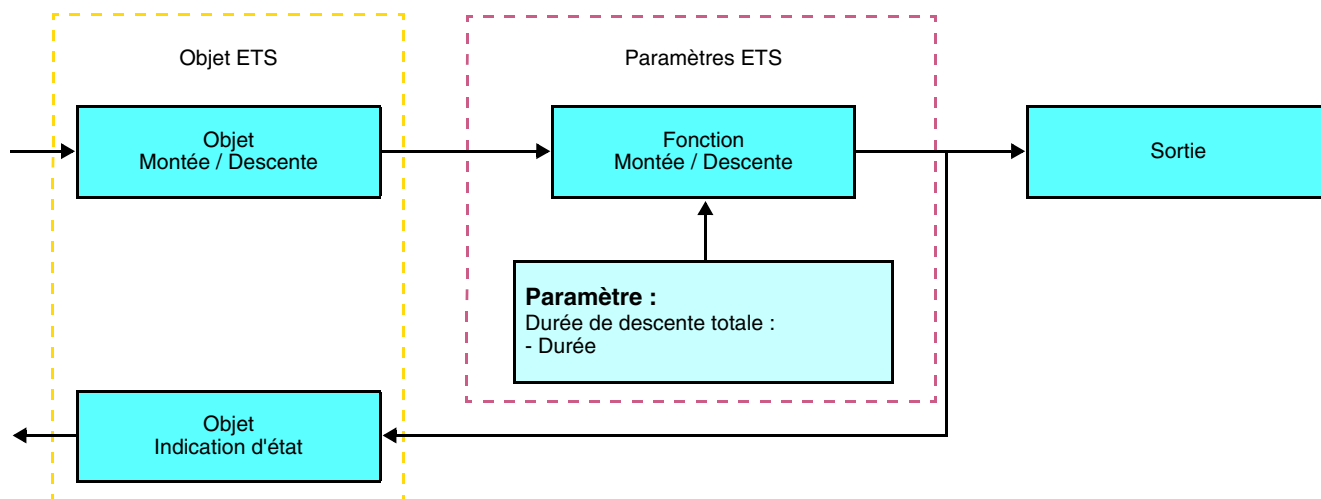 Objet ETS
Paramètres ETS
Objet
Montée / Descente
Fonction
Montée / Descente
Sortie
Paramètre :
Durée de descente totale :
- Durée
Objet
Indication d'état